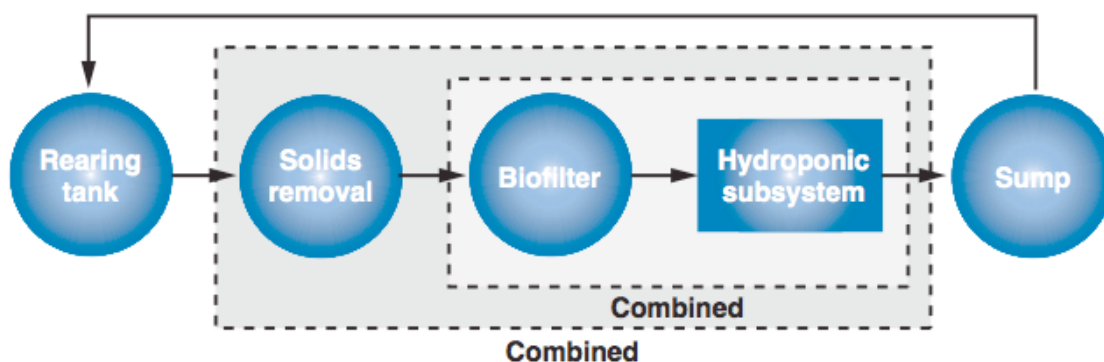 Rearing
tank
Solids
removal
Biofilter
Hydroponic
subsystem
Sump
Combined
Combined